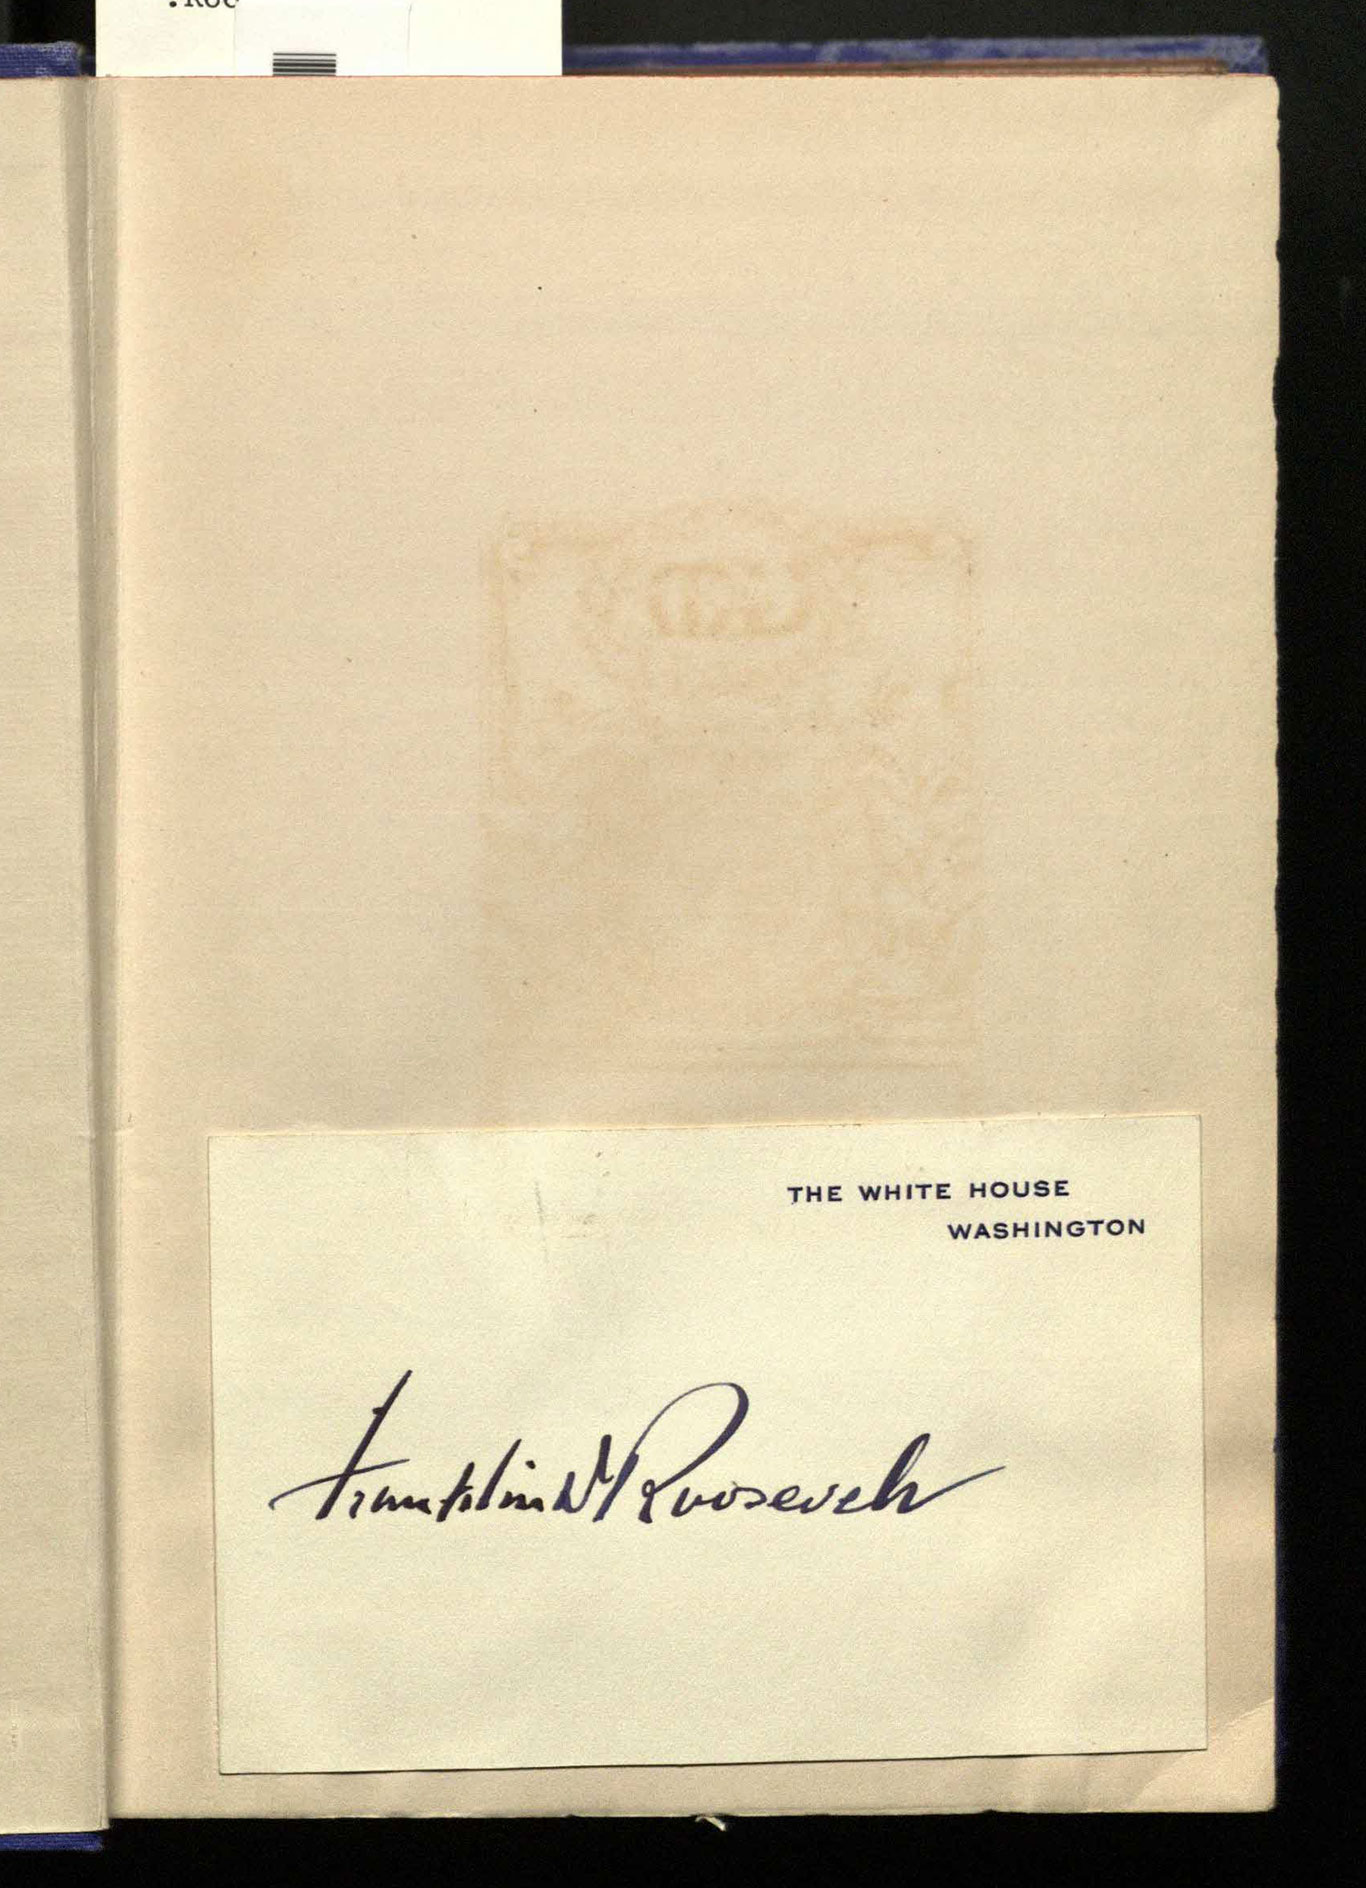 THE WHITE HOUSE
WASHINGTON
Franklin D Roosevelt